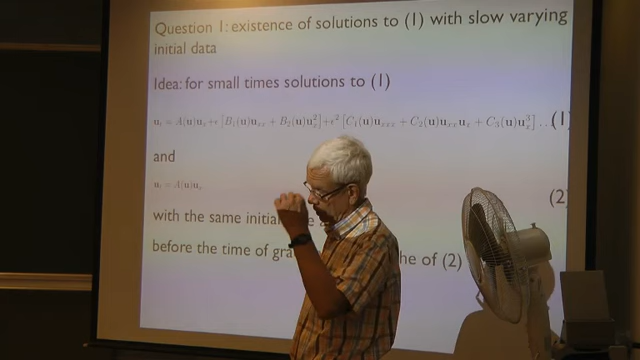 Question 1: existence of solutions to (1) with slow varying
initial data
Idea: for small times solutions to (1)
u_t = A(u)u_x + ε [B_1(u)u_xx + B_2(u)u_x^2] + ε^2 [C_1(u)u_xxx + C_2(u)u_xx u_x + C_3(u)u_x^3] ... (1)
and
u_t = A(u)u_x (2)
with the same initial
before the time of of (2)